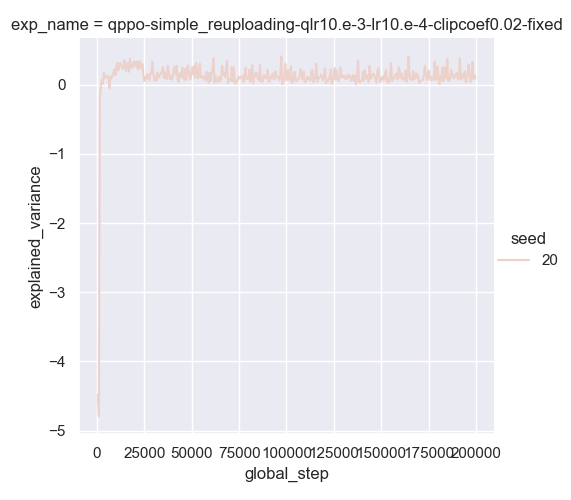 exp_name = qppo-simple_reuploading-qlr10.e-3-lr10.e-4-clipcoef0.02-fixed
0
−1
−2
−3
−4
−5
explained_variance
0 25000 50000 75000 100000 125000 150000 175000 200000
global_step
seed
20